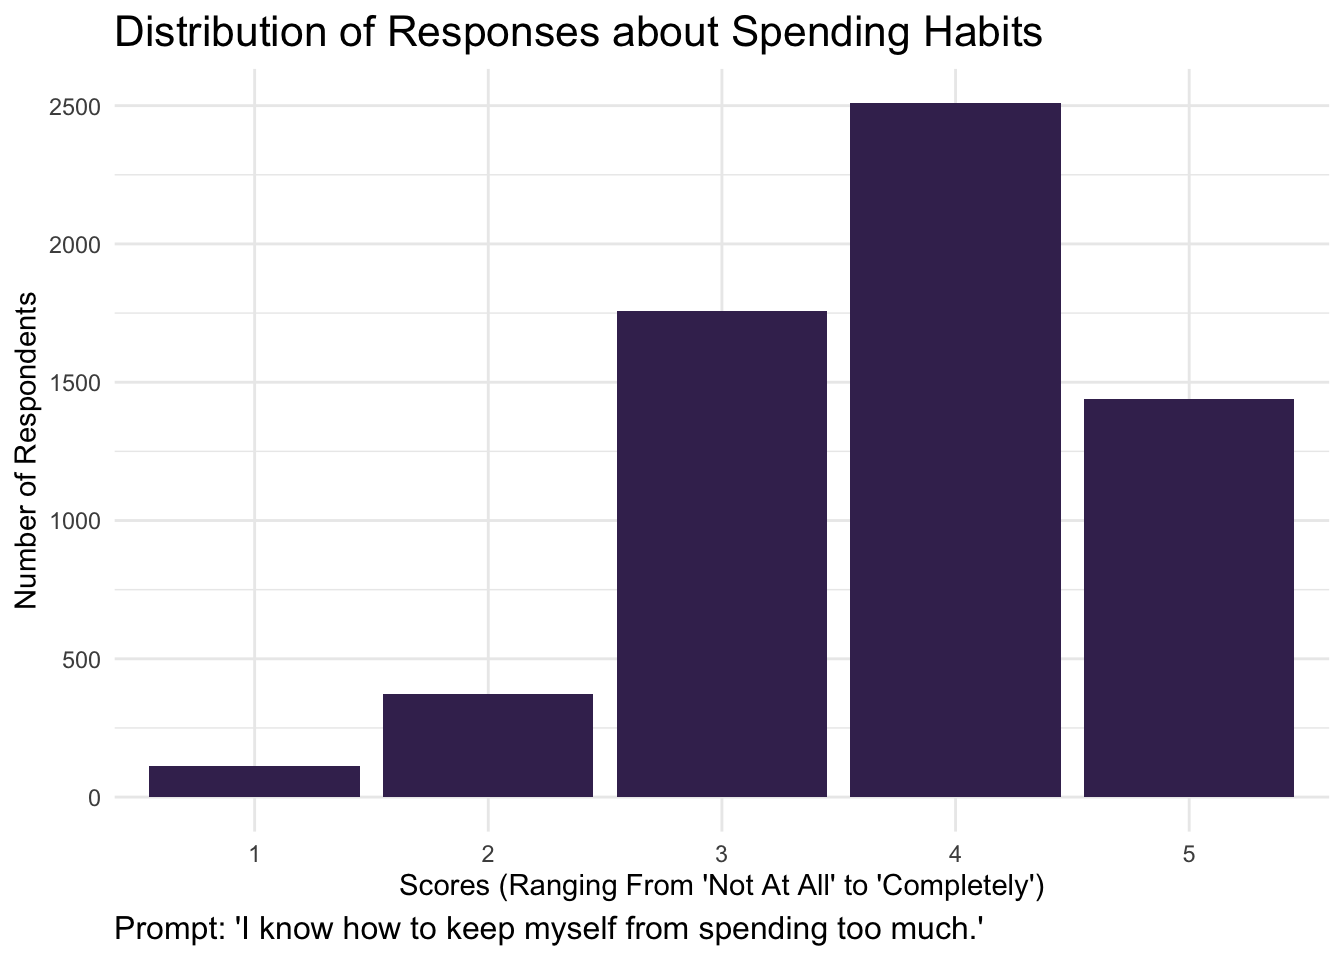 Distribution of Responses about Spending Habits
2500
2000
1500
1000
500
0
Number of Respondents
1 2 3 4 5
Scores (Ranging From 'Not At All' to 'Completely')
Prompt: 'I know how to keep myself from spending too much.'